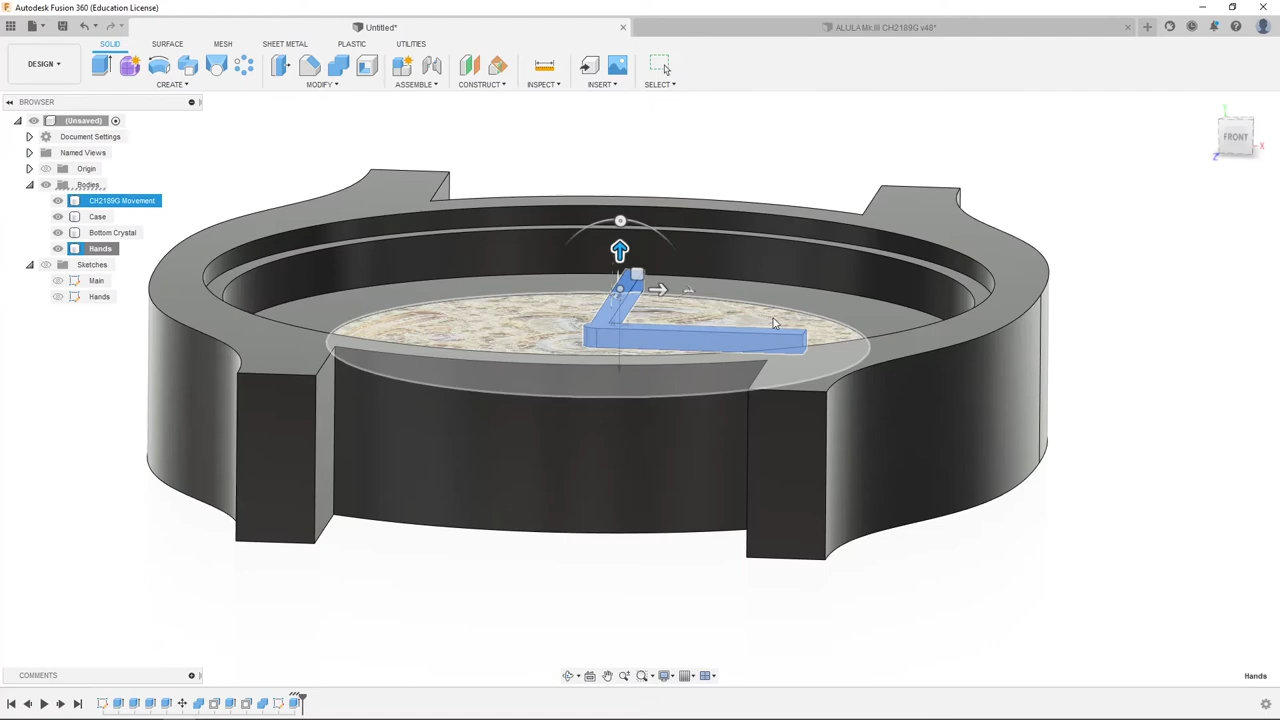 Autodesk Fusion 360 (Education License)
Untitled*
ALULA Mk.III CH2189G v48*
SOLID SURFACE MESH SHEET METAL PLASTIC UTILITIES
DESIGN
CREATE MODIFY ASSEMBLE CONSTRUCT INSPECT INSERT SELECT
BROWSER
(Unsaved)
Document Settings
Named Views
Origin
Bodies
CH2189G Movement
Case
Bottom Crystal
Hands
Sketches
Main
Hands
Y
FRONT
X
Z
COMMENTS
Hands